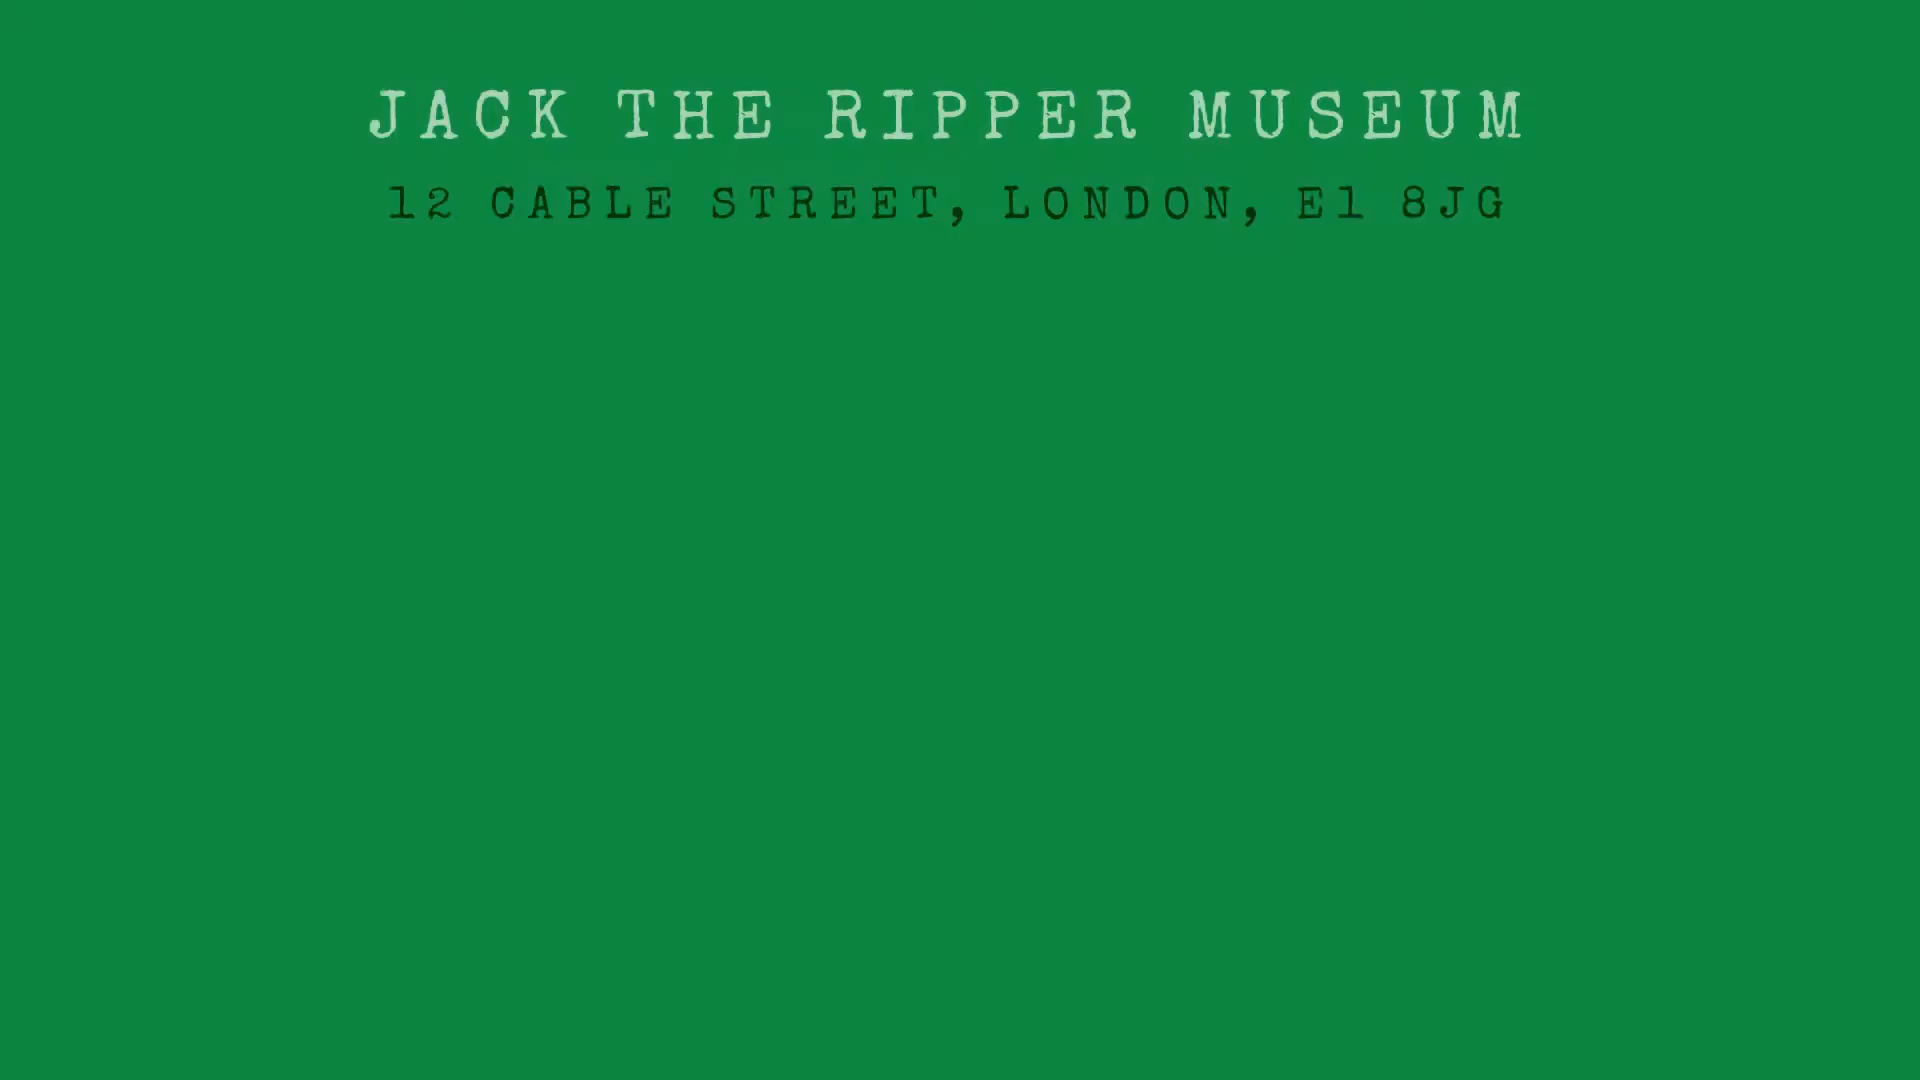 JACK THE RIPPER MUSEUM
12 CABLE STREET, LONDON, E1 8JG